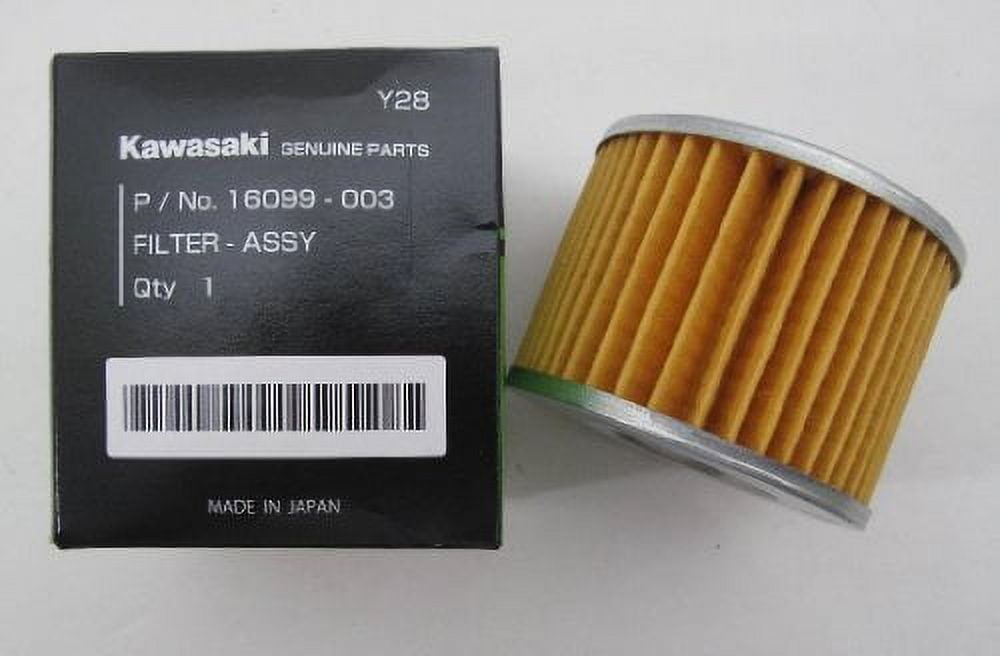 Y28
Kawasaki GENUINE PARTS
P / No. 16099 - 003
FILTER - ASSY
Qty 1
MADE IN JAPAN